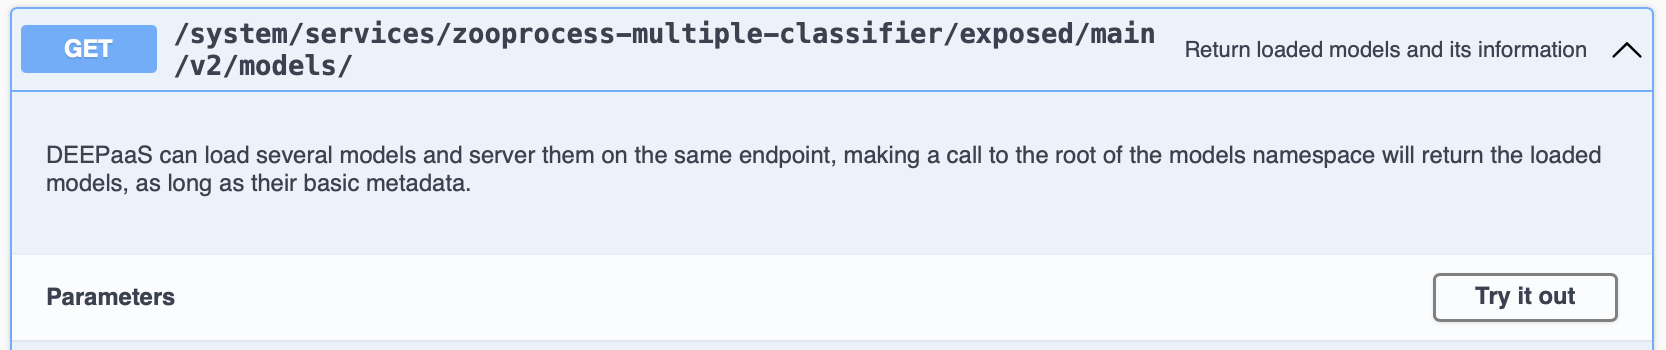 GET
/system/services/zooprocess-multiple-classifier/exposed/main
/v2/models/
Return loaded models and its information
DEEPaaS can load several models and server them on the same endpoint, making a call to the root of the models namespace will return the loaded
models, as long as their basic metadata.
Parameters
Try it out